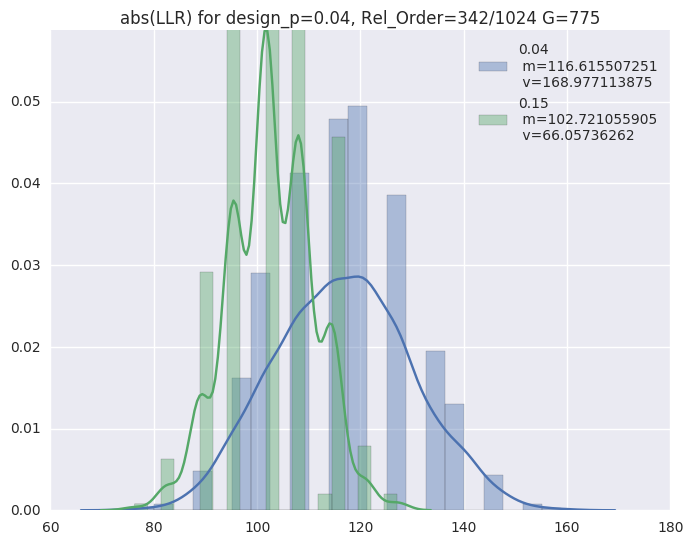 abs(LLR) for design_p=0.04, Rel_Order=342/1024 G=775
0.04
m=116.615507251
v=168.977113875
0.15
m=102.721055905
v=66.05736262
0.05
0.04
0.03
0.02
0.01
0.00
60 80 100 120 140 160 180